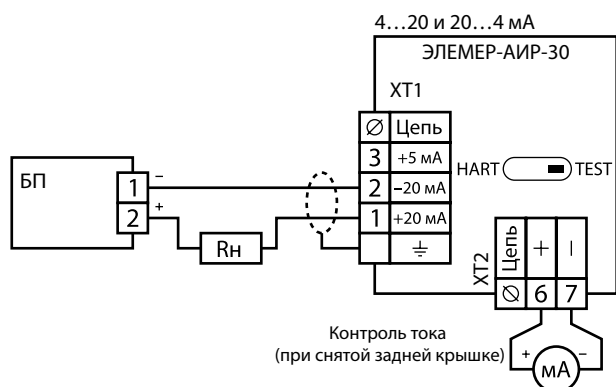 4...20 и 20...4 мА
ЭЛЕМЕР-АИР-30
XT1
∅ Цепь
3 +5 мА
2 −20 мА
1 +20 мА
HART TEST
БП
1 −
2 +
Rн
XT2
∅ Цепь
6 +
7 −
Контроль тока
(при снятой задней крышке)
+ мА −